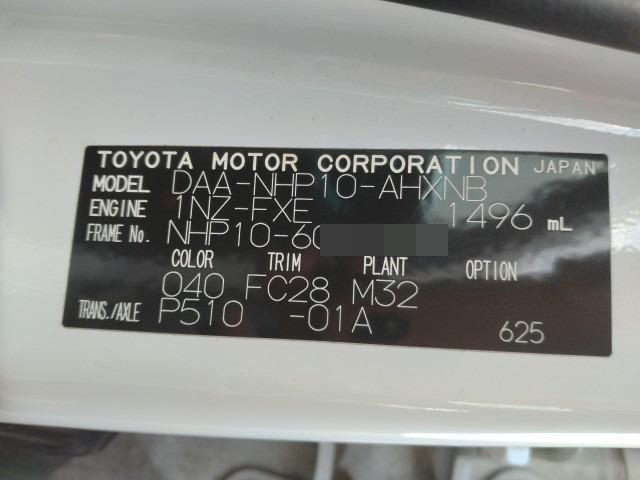 TOYOTA MOTOR CORPORATION JAPAN
MODEL DAA-NHP10-AHXNB
ENGINE 1NZ-FXE 1496 mL
FRAME No. NHP10-60
COLOR TRIM PLANT OPTION
040 FC28 M32
TRANS./AXLE P510 -01A 625